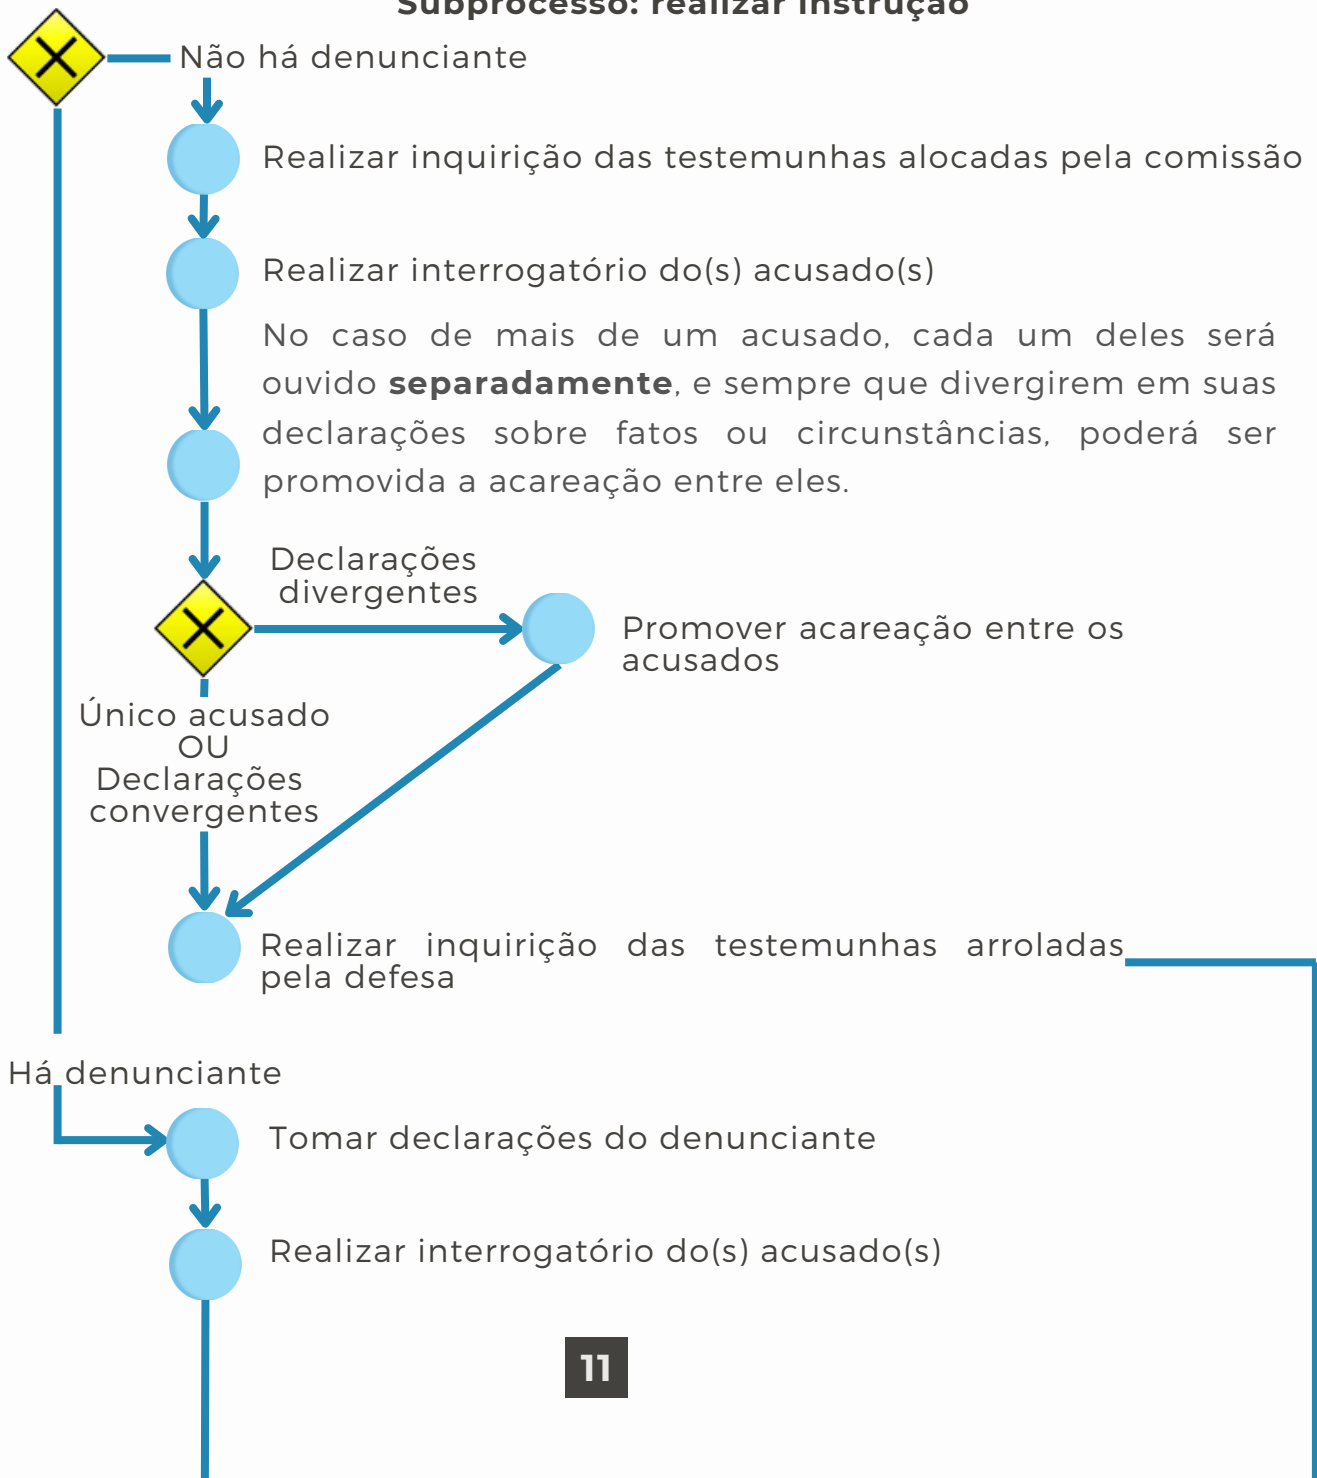 Subprocesso: realizar instrução
Não há denunciante
Realizar inquirição das testemunhas alocadas pela comissão
Realizar interrogatório do(s) acusado(s)
No caso de mais de um acusado, cada um deles será
ouvido separadamente, e sempre que divergirem em suas
declarações sobre fatos ou circunstâncias, poderá ser
promovida a acareação entre eles.
Declarações
divergentes
Promover acareação entre os
acusados
Único acusado
OU
Declarações
convergentes
Realizar inquirição das testemunhas arroladas
pela defesa
Há denunciante
Tomar declarações do denunciante
Realizar interrogatório do(s) acusado(s)
11